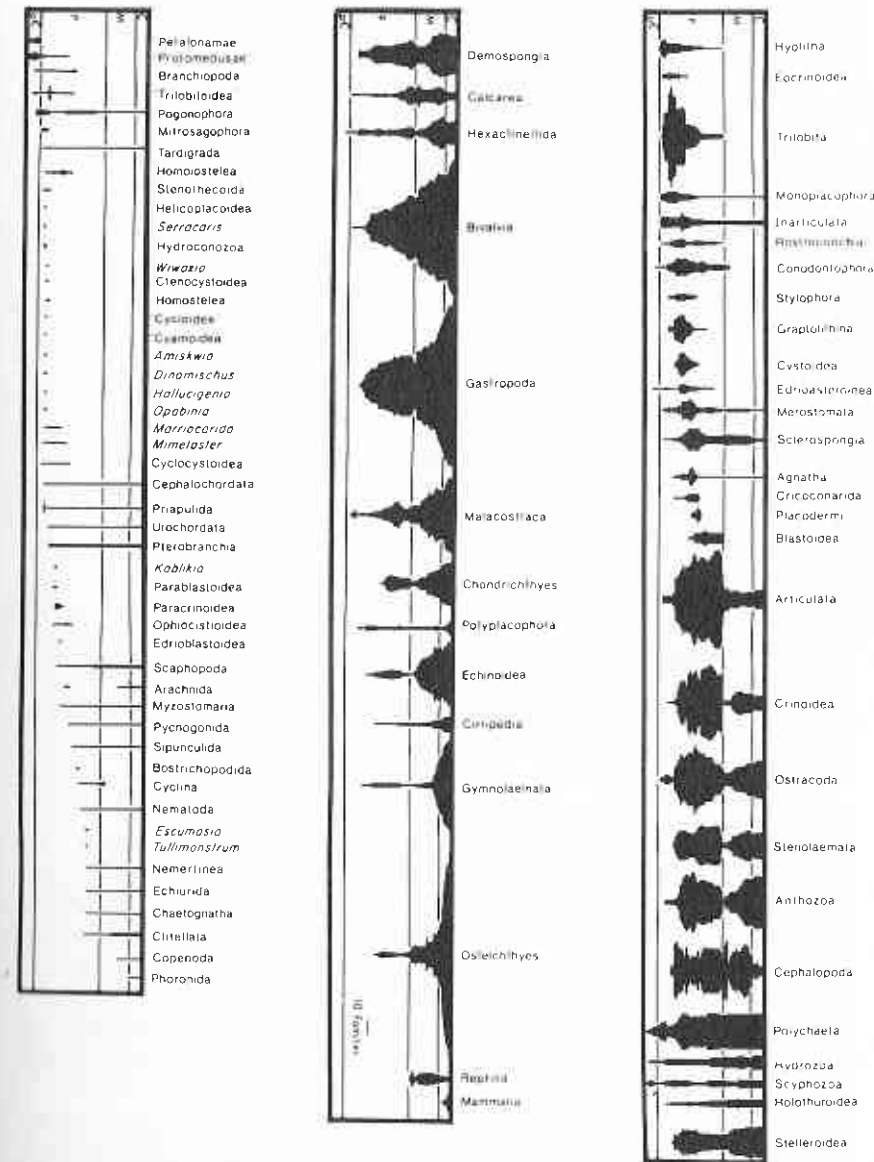 P
M
C
Petalonamae
Protomedusae
Branchiopoda
Trilobitoidea
Pogonophora
Mitrosagophora
Tardigrada
Homoiostelea
Stenothecoida
Helicoplacoidea
Serracaris
Hydroconozoa
Wiwaxia
Ctenocystoidea
Homostelea
Cycloidea
Cyamoidea
Amiskwia
Dinomischus
Hallucigenia
Opabinia
Marriocarida
Mimetaster
Cyclocystoidea
Cephalochordata
Priapulida
Urochordata
Pterobranchia
Kablikia
Parablastoidea
Paracrinoidea
Ophiocistioidea
Edrioblastoidea
Scaphopoda
Arachnida
Myzostomaria
Pycnogonida
Sipunculida
Bostrichopodida
Cyclina
Nematoda
Escumasia
Tullimonstrum
Nemertinea
Echiurida
Chaetognatha
Clitellata
Copepoda
Phoronida
P
M
C
Demospongia
Calcarea
Hexactinellida
Bivalvia
Gastropoda
Malacostraca
Chondrichthyes
Polyplacophora
Echinoidea
Cirripedia
Gymnolaemata
Osteichthyes
10 Families
Reptilia
Mammalia
P
M
Hyolitha
Eocrinoidea
Trilobita
Monoplacophora
Inarticulata
Rostroconchia
Conodontophora
Stylophora
Graptolithina
Cystoidea
Edrioasteroidea
Merostomata
Sclerospongia
Agnatha
Cricoconarida
Placodermi
Blastoidea
Articulata
Crinoidea
Ostracoda
Stenolaemata
Anthozoa
Cephalopoda
Polychaeta
Hydrozoa
Scyphozoa
Holothuroidea
Stelleroidea